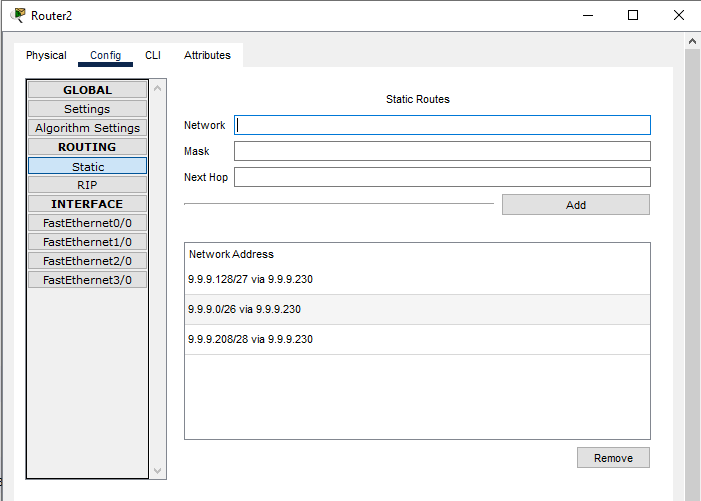 Router2
Physical Config CLI Attributes
GLOBAL
Settings
Algorithm Settings
ROUTING
Static
RIP
INTERFACE
FastEthernet0/0
FastEthernet1/0
FastEthernet2/0
FastEthernet3/0
Static Routes
Network
Mask
Next Hop
Add
Network Address
9.9.9.128/27 via 9.9.9.230
9.9.9.0/26 via 9.9.9.230
9.9.9.208/28 via 9.9.9.230
Remove